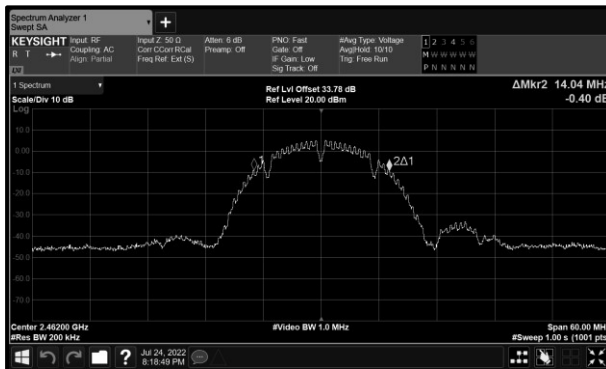 Spectrum Analyzer 1
Swept SA
KEYSIGHT
R T
Input: RF
Coupling: AC
Align: Partial
Input Z: 50 Ω
Corr CCorr RCal
Freq Ref: Ext (S)
Atten: 6 dB
Preamp: Off
PNO: Fast
Gate: Off
IF Gain: Low
Sig Track: Off
#Avg Type: Voltage
Avg|Hold: 10/10
Trig: Free Run
1 2 3 4 5 6
M W W W W W
P N N N N N
1 Spectrum
Scale/Div 10 dB
Ref Lvl Offset 33.78 dB
Ref Level 20.00 dBm
ΔMkr2 14.04 MHz
-0.40 dB
Log
10.0
0.00
-10.0
-20.0
-30.0
-40.0
-50.0
-60.0
-70.0
1
2Δ1
Center 2.46200 GHz
#Res BW 200 kHz
#Video BW 1.0 MHz
Span 60.00 MHz
#Sweep 1.00 s (1001 pts
?
Jul 24, 2022
8:18:49 PM